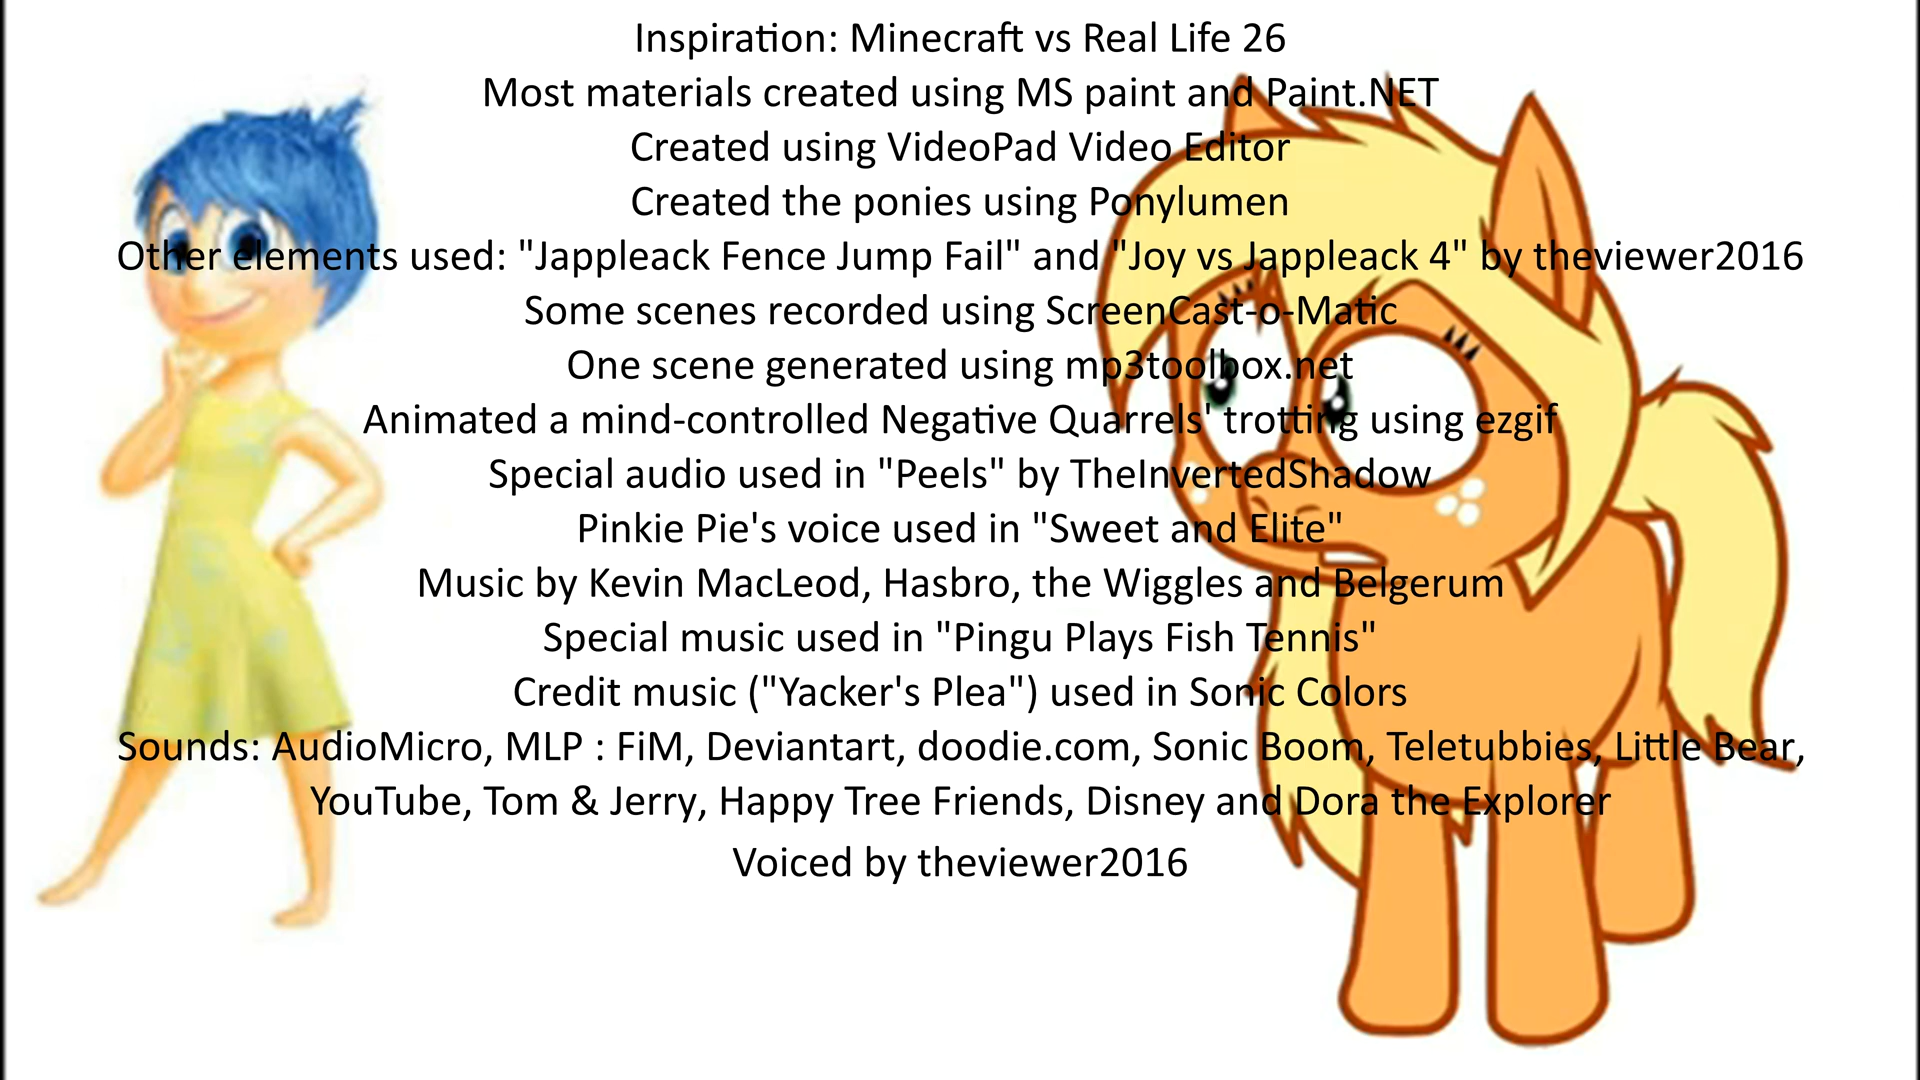 Inspiration: Minecraft vs Real Life 26
Most materials created using MS paint and Paint.NET
Created using VideoPad Video Editor
Created the ponies using Ponylumen
Other elements used: "Jappleack Fence Jump Fail" and "Joy vs Jappleack 4" by theviewer2016
Some scenes recorded using ScreenCast-o-Matic
One scene generated using mp3toolbox.net
Animated a mind-controlled Negative Quarrels' trotting using ezgif
Special audio used in "Peels" by TheInvertedShadow
Pinkie Pie's voice used in "Sweet and Elite"
Music by Kevin MacLeod, Hasbro, the Wiggles and Belgerum
Special music used in "Pingu Plays Fish Tennis"
Credit music ("Yacker's Plea") used in Sonic Colors
Sounds: AudioMicro, MLP : FiM, Deviantart, doodie.com, Sonic Boom, Teletubbies, Little Bear,
YouTube, Tom & Jerry, Happy Tree Friends, Disney and Dora the Explorer
Voiced by theviewer2016